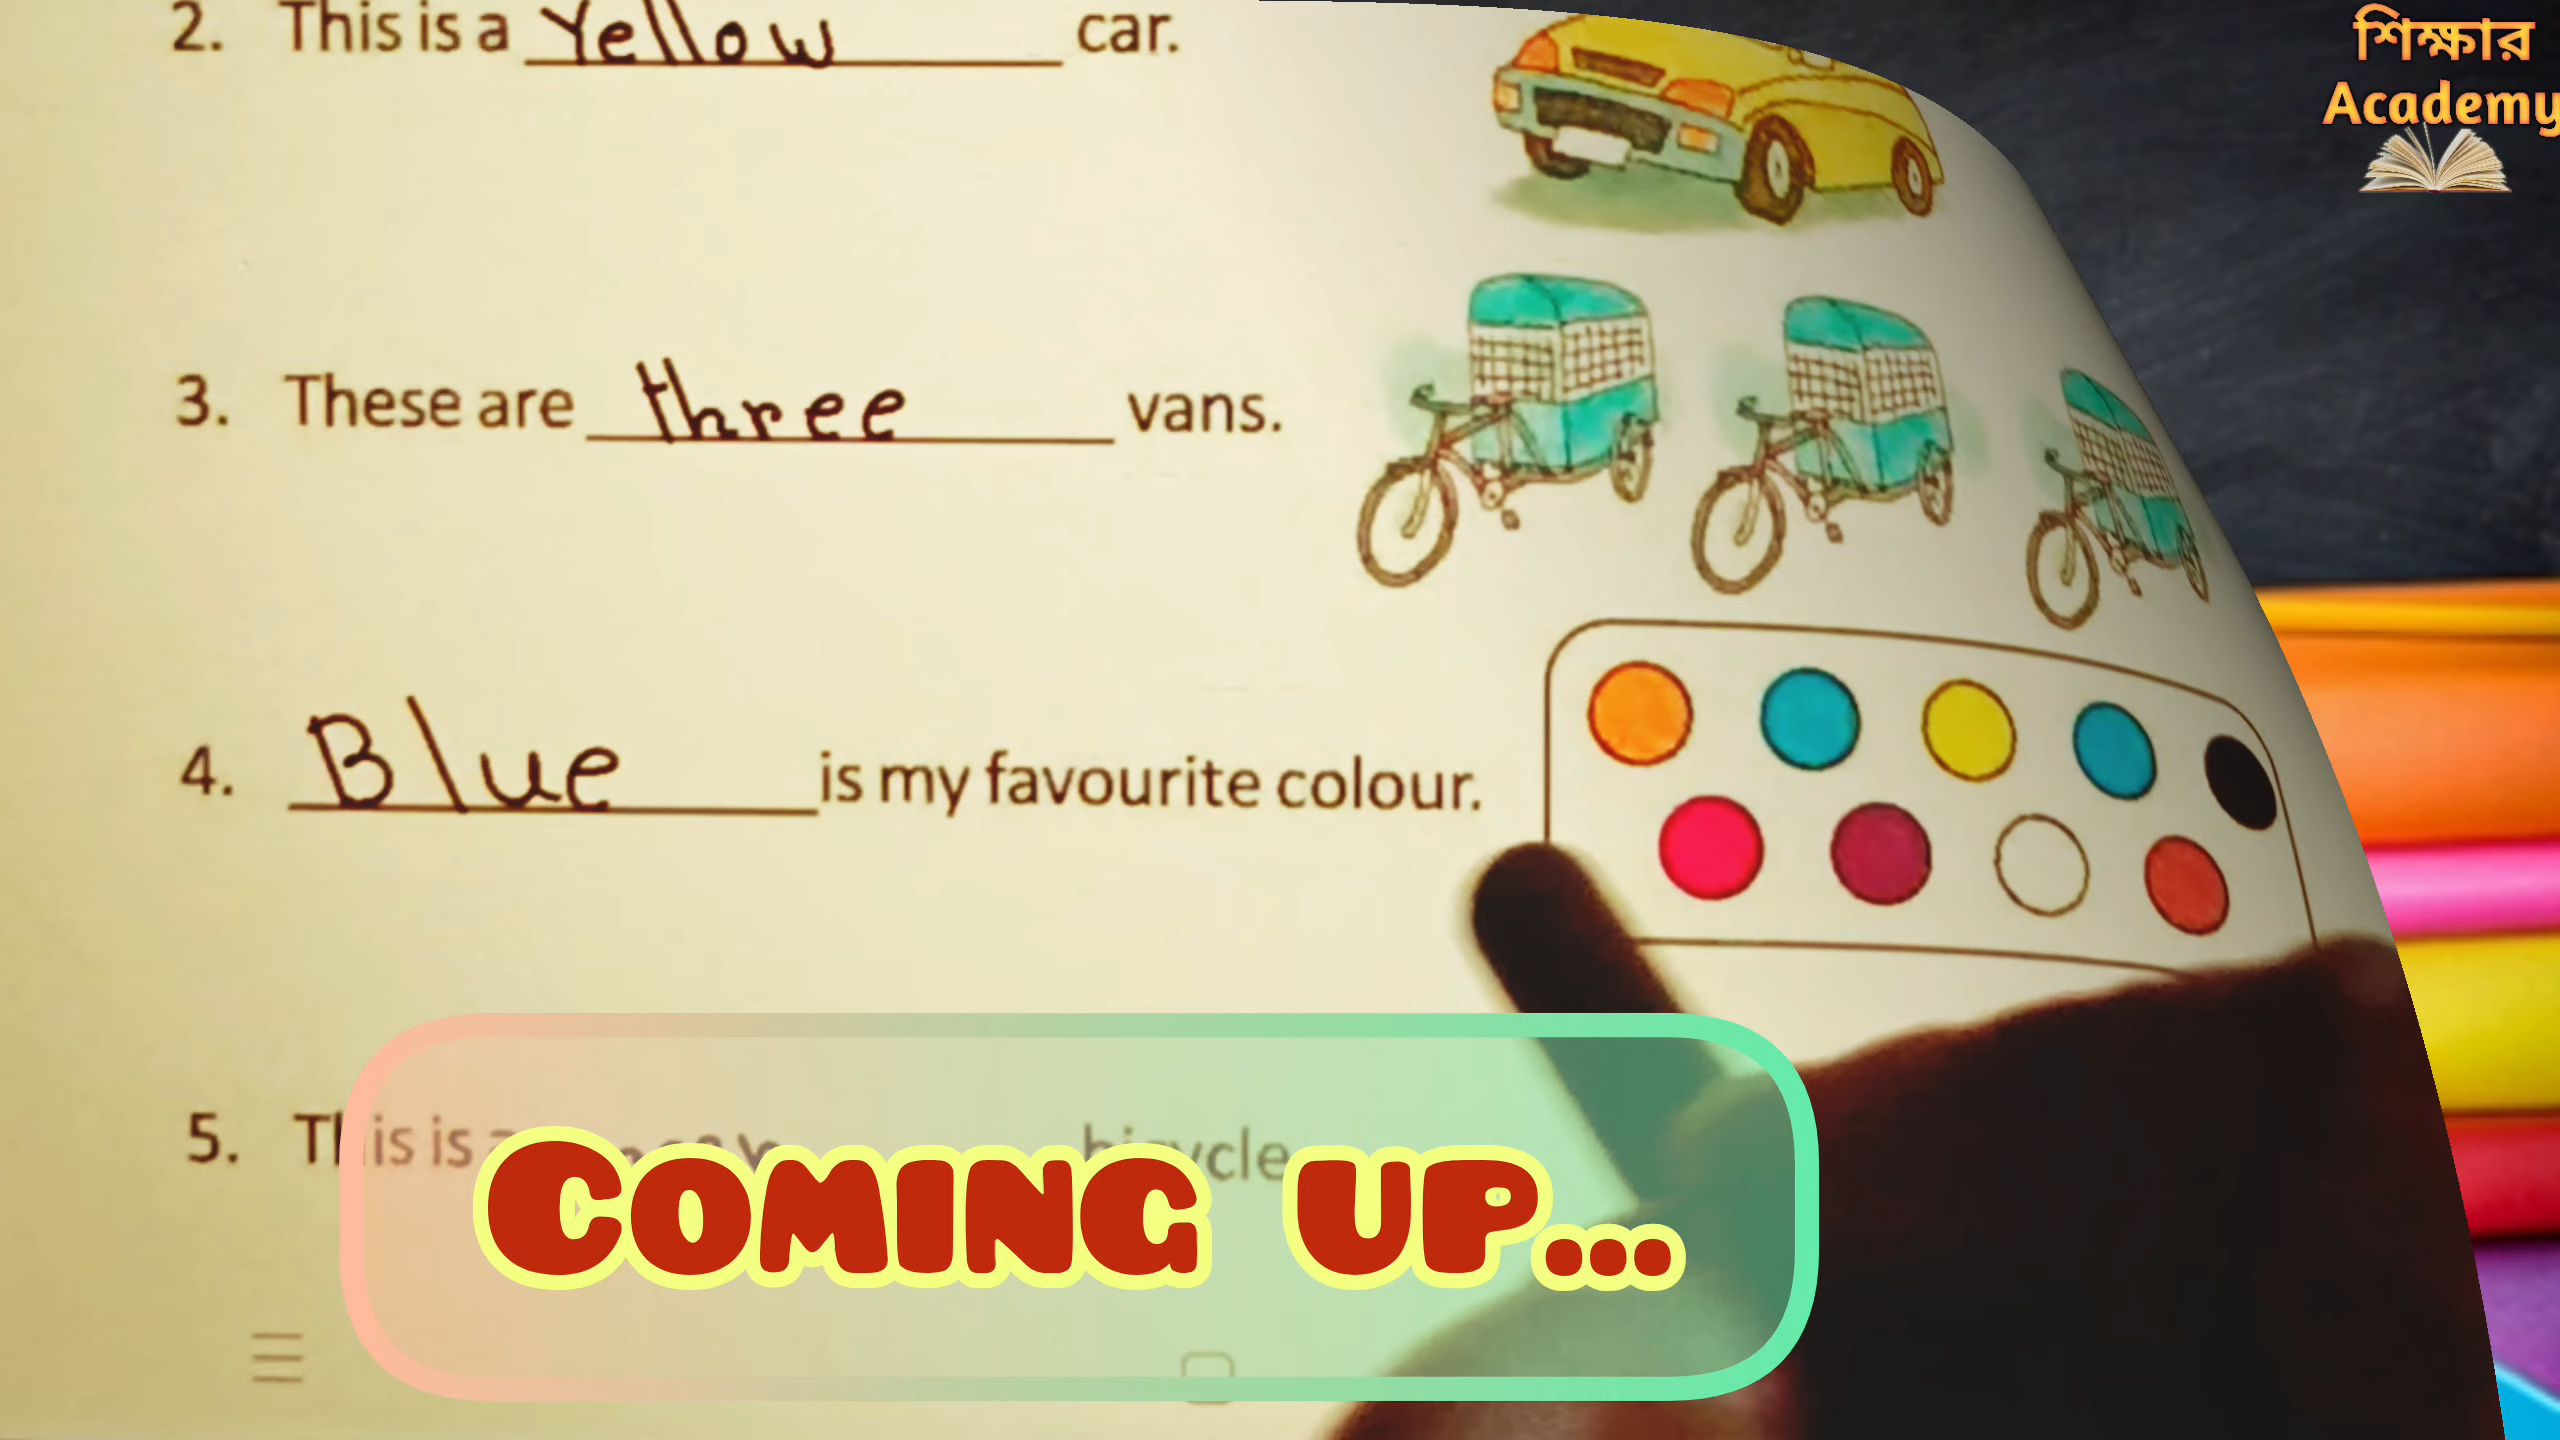 2. This is a Yellow car.
শিক্ষার
Academy
3. These are three vans.
4. Blue is my favourite colour.
5. This is a bicycle
Coming up...